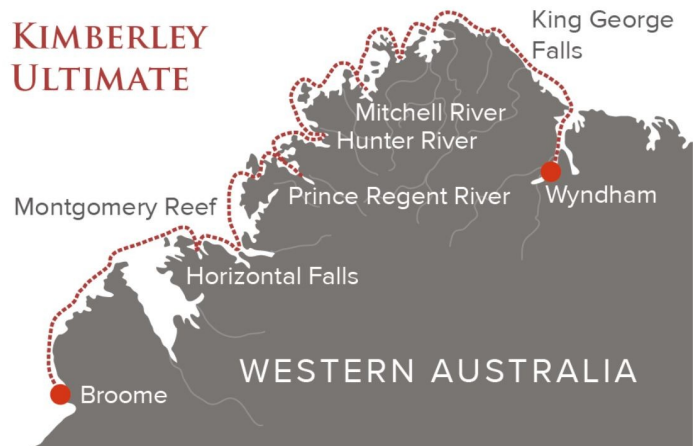 KIMBERLEY
ULTIMATE
King George
Falls
Mitchell River
Hunter River
Prince Regent River
Wyndham
Montgomery Reef
Horizontal Falls
WESTERN AUSTRALIA
Broome